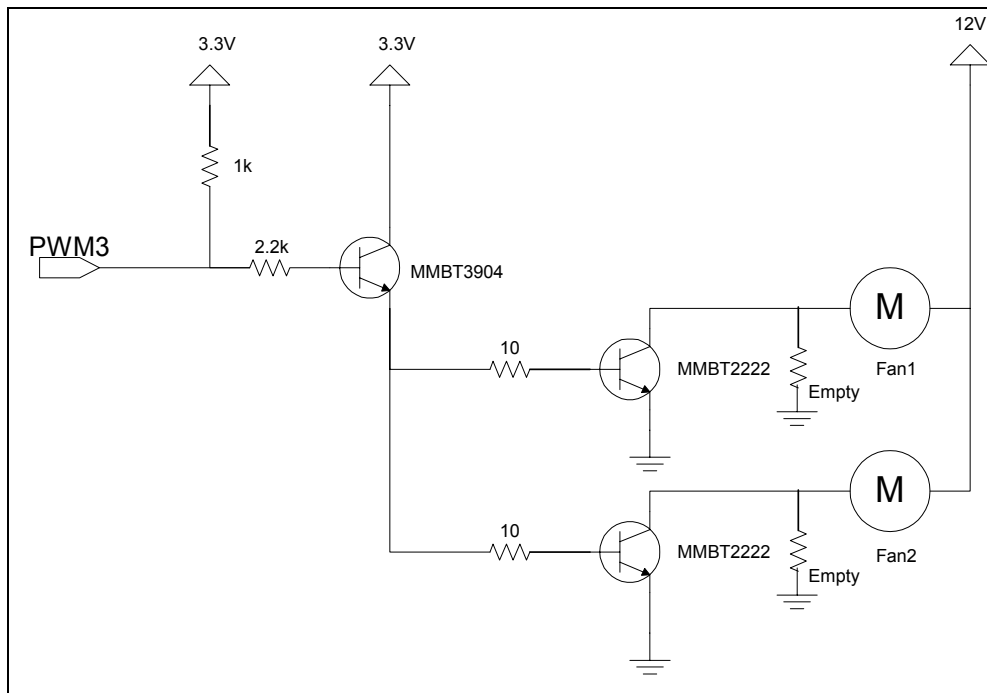 12V
3.3V
3.3V
1k
PWM3
2.2k
MMBT3904
M
10
MMBT2222
Fan1
Empty
M
10
MMBT2222
Fan2
Empty